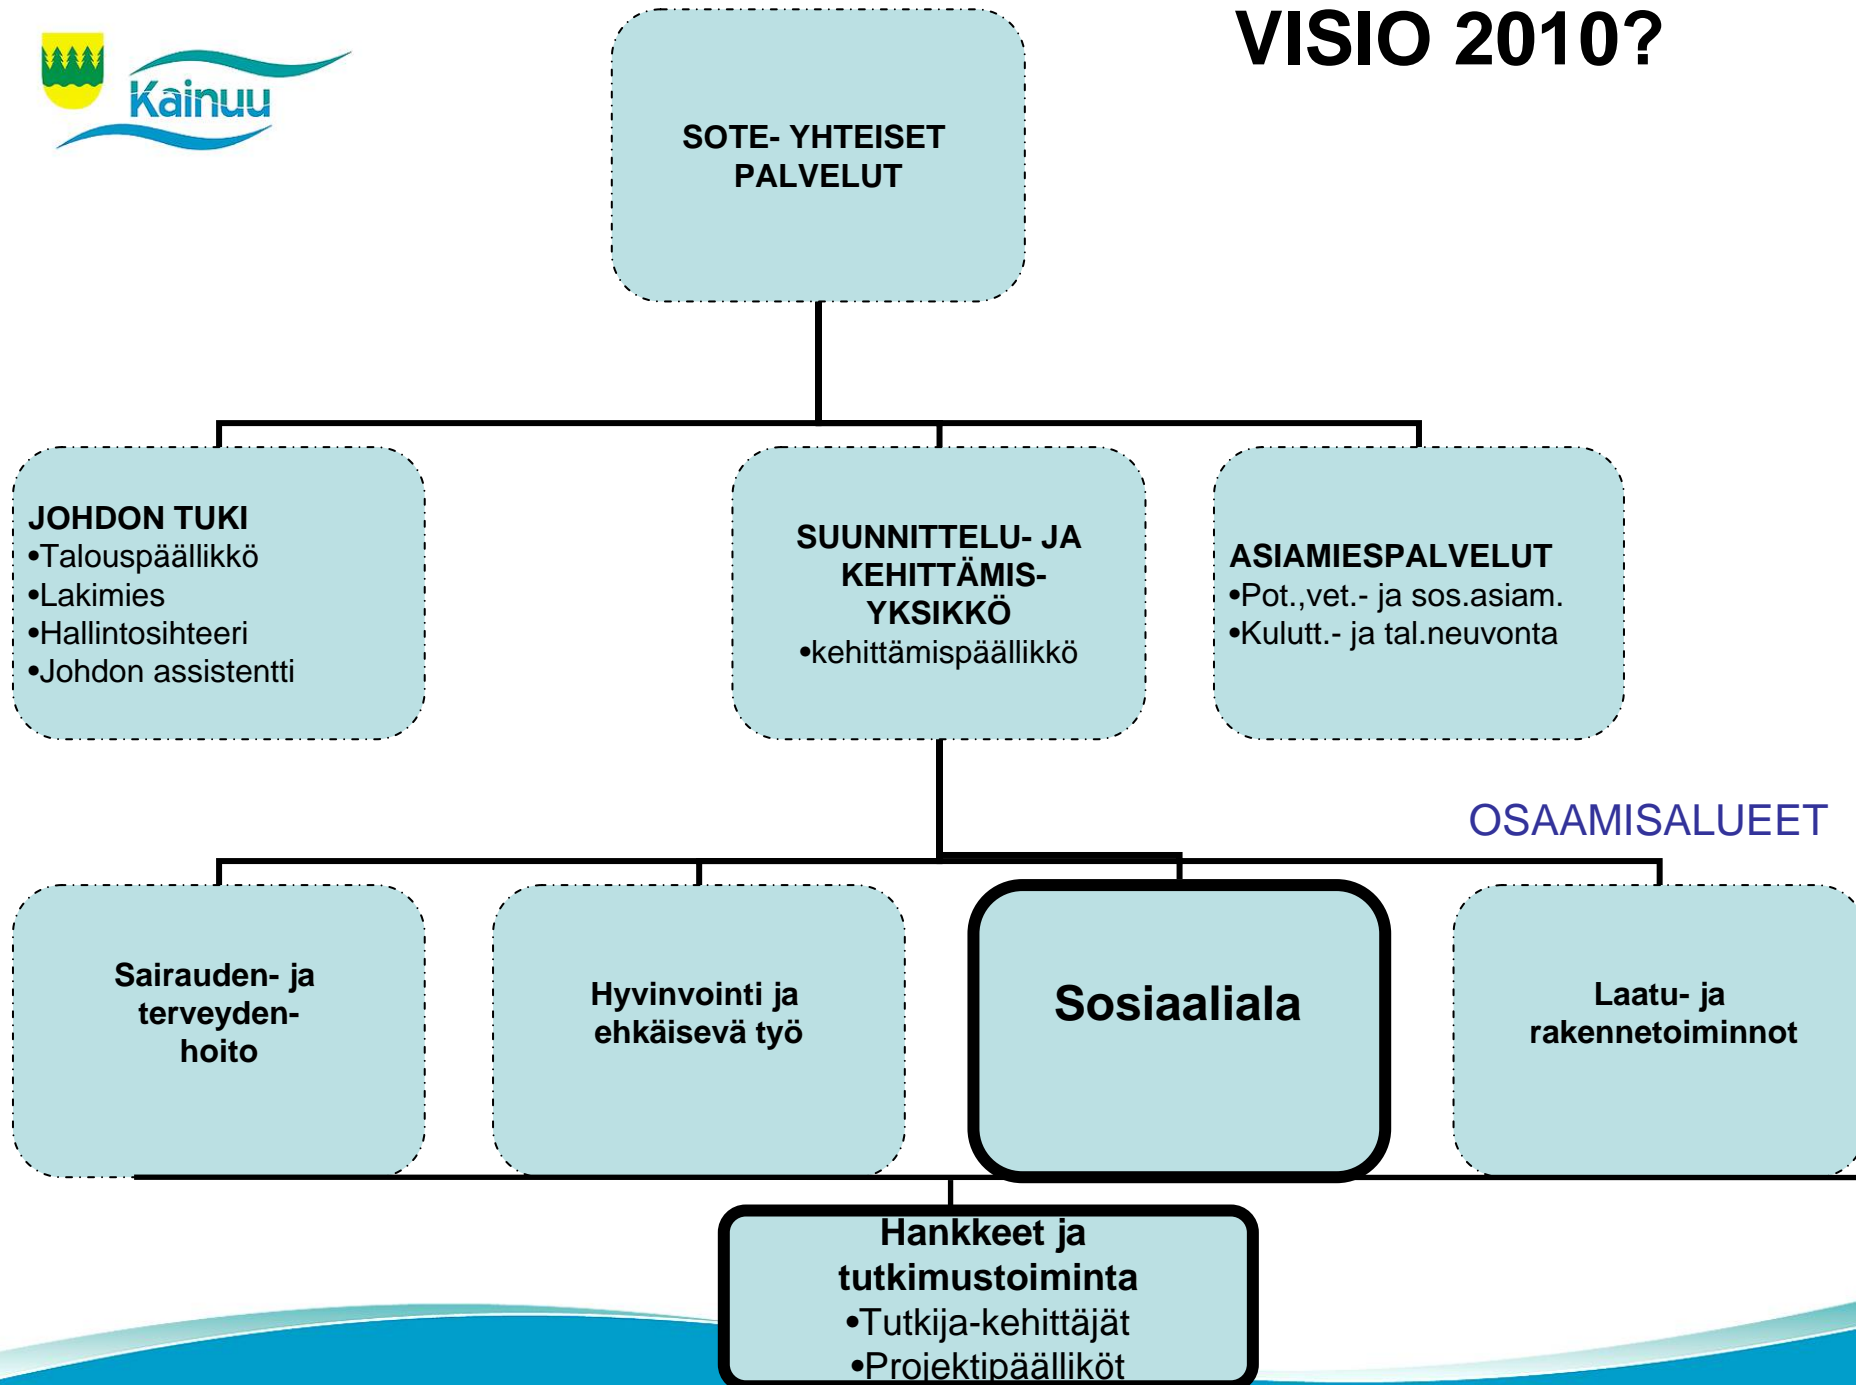 VISIO 2010?
Kainuu
SOTE- YHTEISET
PALVELUT
JOHDON TUKI
•Talouspäällikkö
•Lakimies
•Hallintosihteeri
•Johdon assistentti
SUUNNITTELU- JA
KEHITTÄMIS-
YKSIKKÖ
•kehittämispäällikkö
ASIAMIESPALVELUT
•Pot.,vet.- ja sos.asiam.
•Kulutt.- ja tal.neuvonta
OSAAMISALUEET
Sairauden- ja
terveyden-
hoito
Hyvinvointi ja
ehkäisevä työ
Sosiaaliala
Laatu- ja
rakennetoiminnot
Hankkeet ja
tutkimustoiminta
•Tutkija-kehittäjät
•Projektipäälliköt